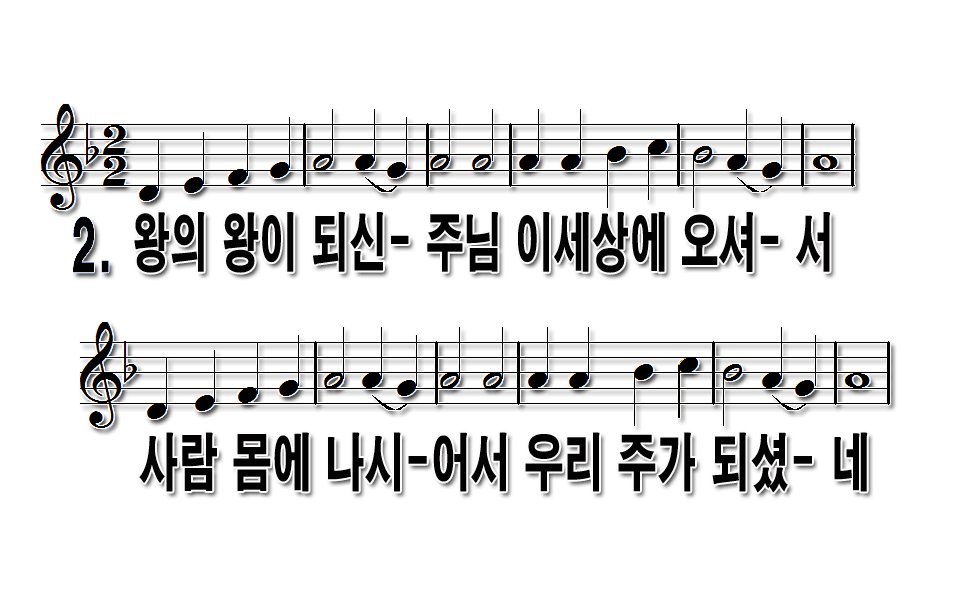 2. 왕의 왕이 되신- 주님 이세상에 오셔- 서
사람 몸에 나시-어서 우리 주가 되셨- 네